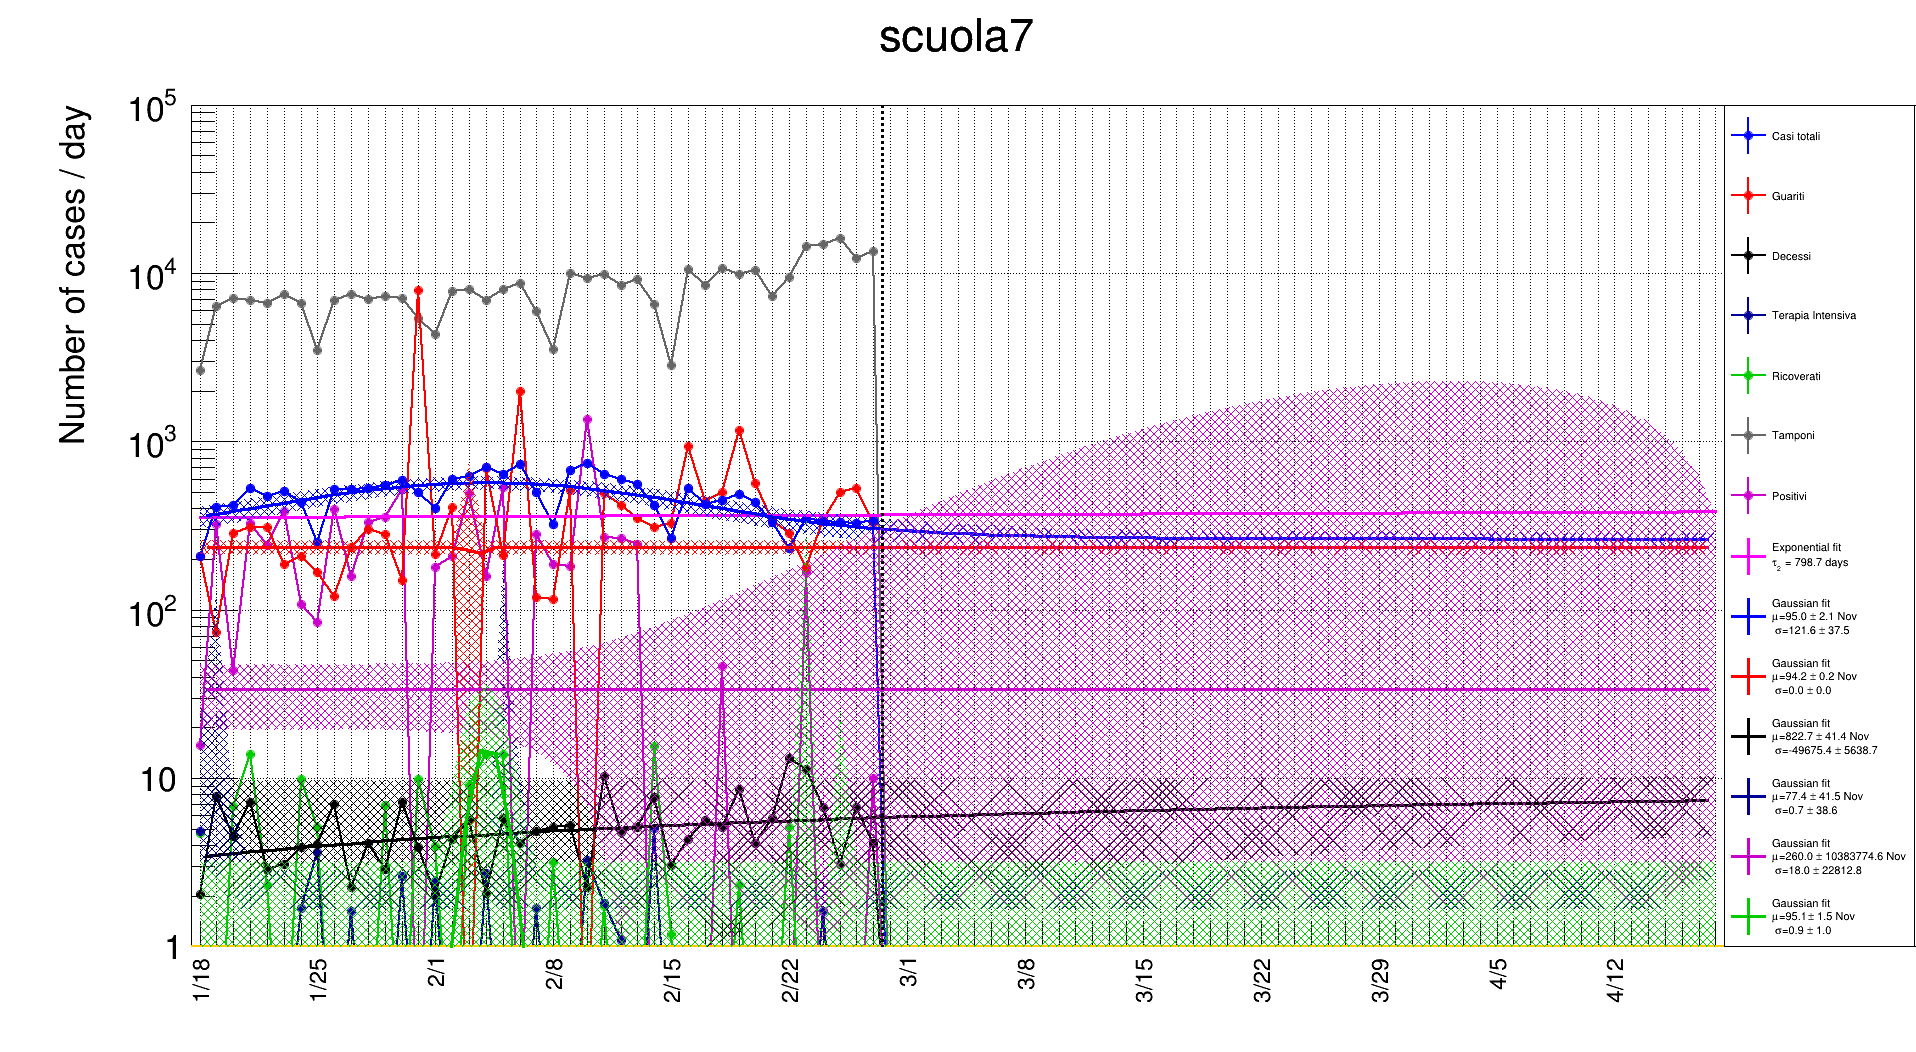 scuola7
Number of cases / day
10^5
10^4
10^3
10^2
10
1
1/18
1/25
2/1
2/8
2/15
2/22
3/1
3/8
3/15
3/22
3/29
4/5
4/12
Casi totali
Guariti
Decessi
Terapia Intensiva
Ricoverati
Tamponi
Positivi
Exponential fit
τ_2 = 798.7 days
Gaussian fit
μ=95.0 ± 2.1 Nov
σ=121.6 ± 37.5
Gaussian fit
μ=94.2 ± 0.2 Nov
σ=0.0 ± 0.0
Gaussian fit
μ=822.7 ± 41.4 Nov
σ=-49675.4 ± 5638.7
Gaussian fit
μ=77.4 ± 41.5 Nov
σ=0.7 ± 38.6
Gaussian fit
μ=260.0 ± 10383774.6 Nov
σ=18.0 ± 22812.8
Gaussian fit
μ=95.1 ± 1.5 Nov
σ=0.9 ± 1.0